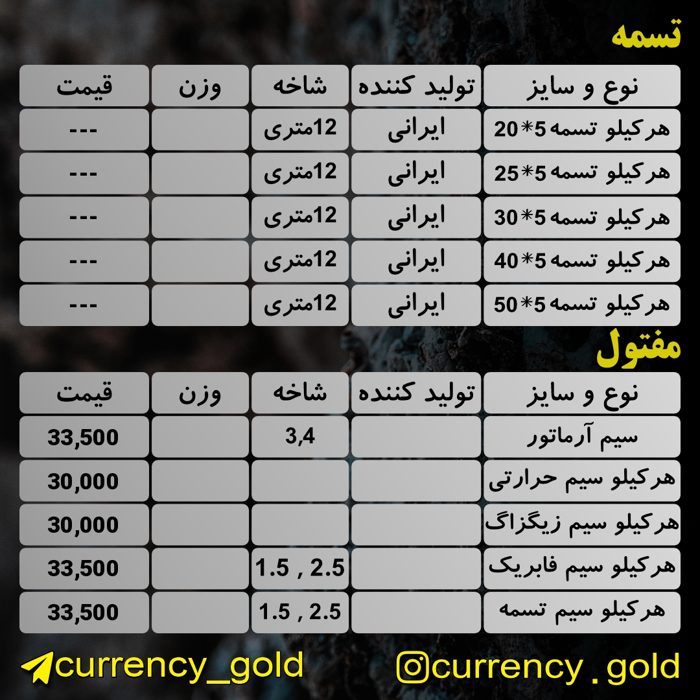 تسمه
نوع و سایز تولید کننده شاخه وزن قیمت
هرکیلو تسمه 5*20 ایرانی 12متری ---
هرکیلو تسمه 5*25 ایرانی 12متری ---
هرکیلو تسمه 5*30 ایرانی 12متری ---
هرکیلو تسمه 5*40 ایرانی 12متری ---
هرکیلو تسمه 5*50 ایرانی 12متری ---
مفتول
نوع و سایز تولید کننده شاخه وزن قیمت
سیم آرماتور 3,4 33,500
هرکیلو سیم حرارتی 30,000
هرکیلو سیم زیگزاگ 30,000
هرکیلو سیم فابریک 1.5 , 2.5 33,500
هرکیلو سیم تسمه 1.5 , 2.5 33,500
currency_gold currency.gold